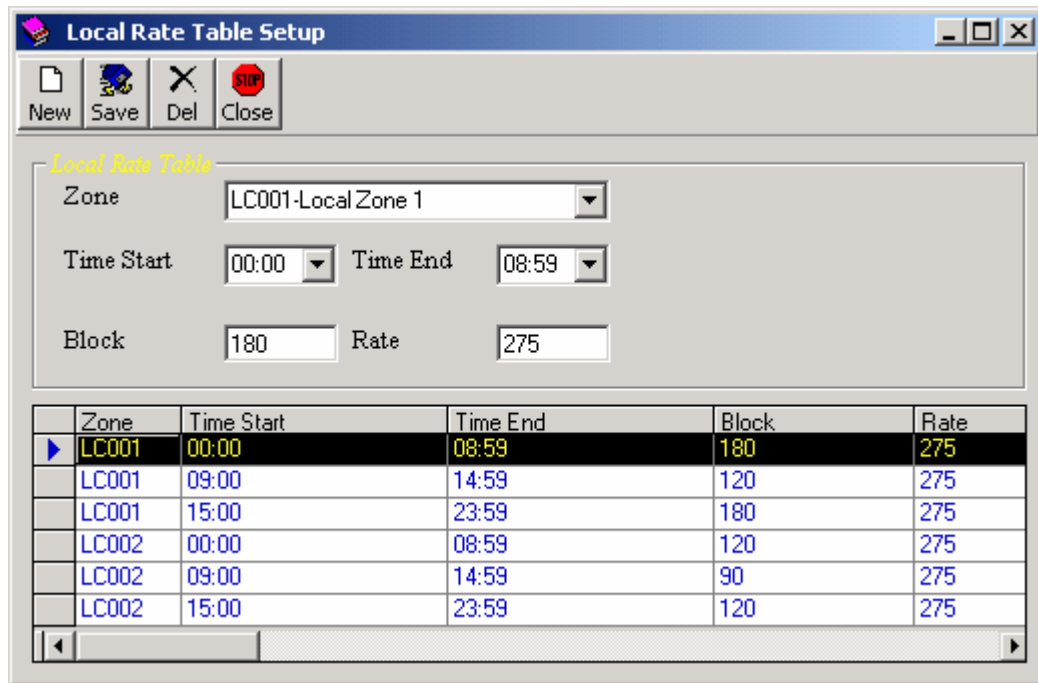 Local Rate Table Setup
New Save Del STOP Close
Local Rate Table
Zone LC001-Local Zone 1
Time Start 00:00 Time End 08:59
Block 180 Rate 275
Zone Time Start Time End Block Rate
LC001 00:00 08:59 180 275
LC001 09:00 14:59 120 275
LC001 15:00 23:59 180 275
LC002 00:00 08:59 120 275
LC002 09:00 14:59 90 275
LC002 15:00 23:59 120 275